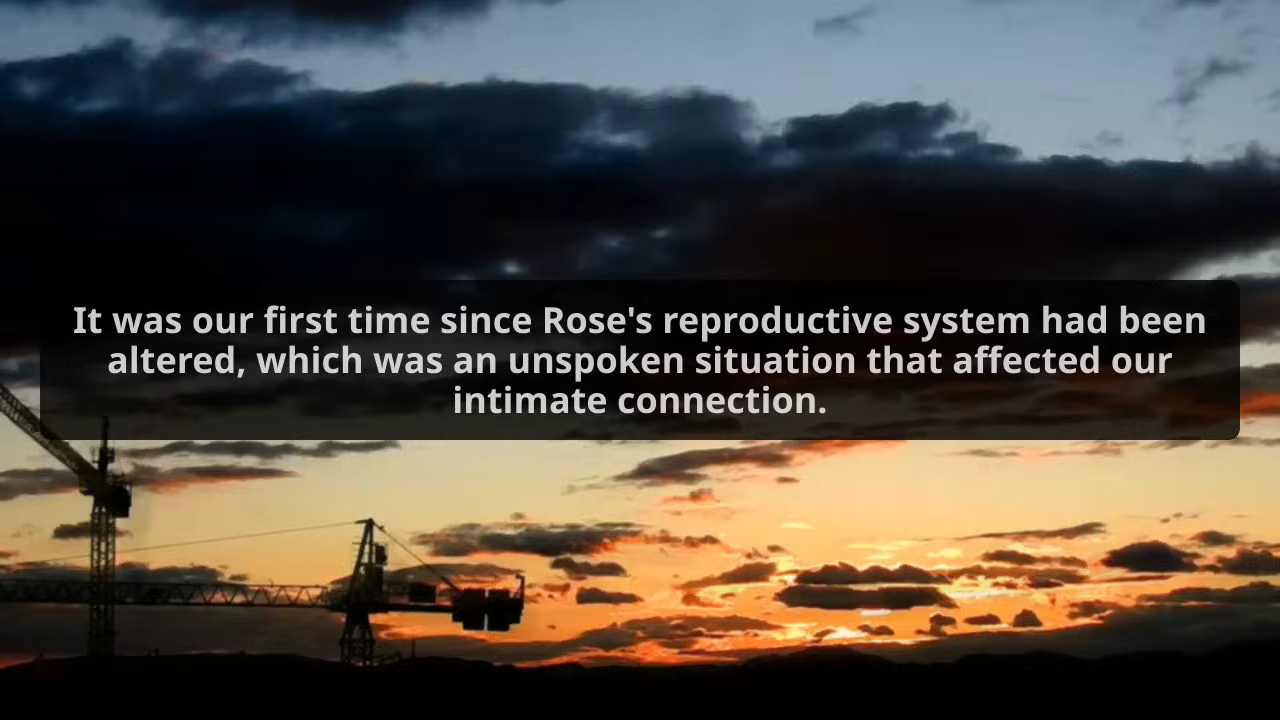 It was our first time since Rose's reproductive system had been
altered, which was an unspoken situation that affected our
intimate connection.